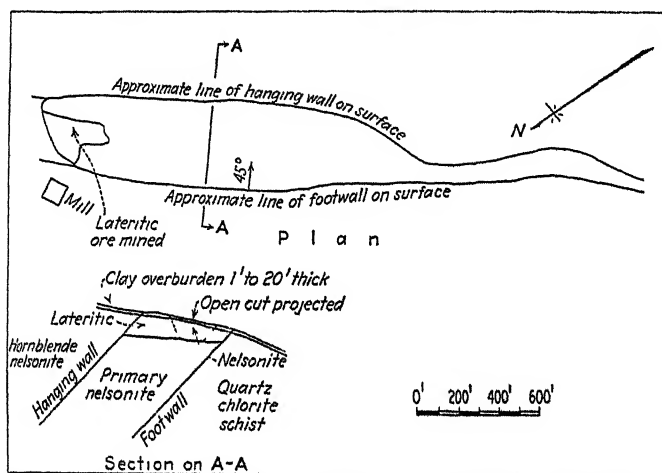 A
Approximate line of hanging wall on surface
N
45°
Approximate line of footwall on surface
Mill
Lateritic
ore mined
A
Plan
Clay overburden 1' to 20' thick
Open cut projected
Lateritic
Hornblende
nelsonite
Hanging wall
Primary
nelsonite
Footwall
Nelsonite
Quartz
chlorite
schist
0' 200' 400' 600'
Section on A-A